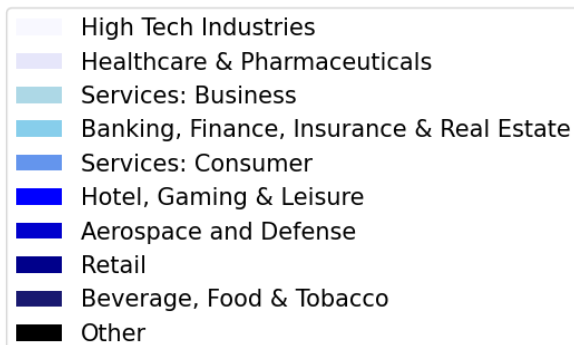 High Tech Industries
Healthcare & Pharmaceuticals
Services: Business
Banking, Finance, Insurance & Real Estate
Services: Consumer
Hotel, Gaming & Leisure
Aerospace and Defense
Retail
Beverage, Food & Tobacco
Other